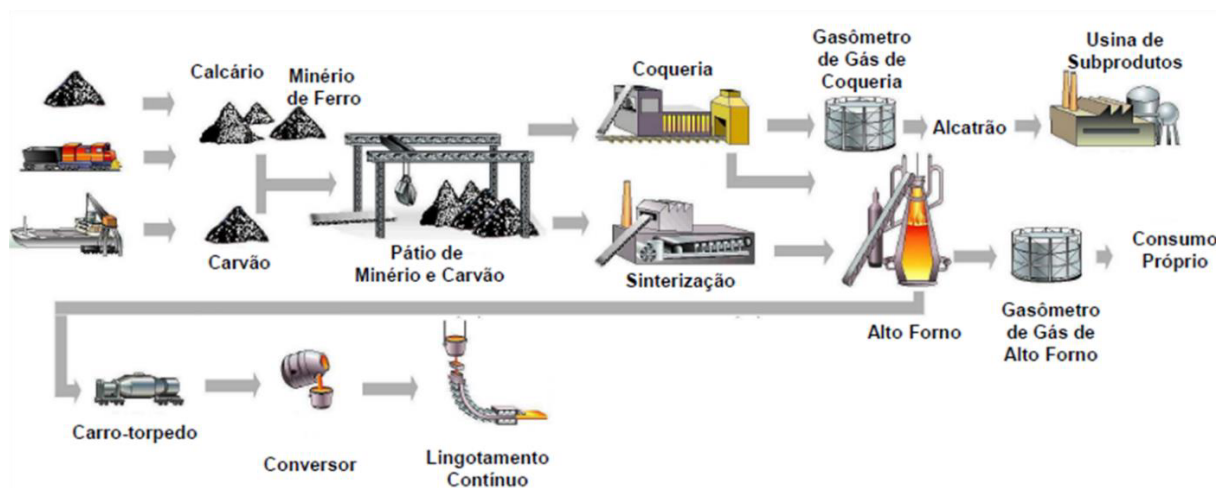 Calcário
Minério
de Ferro
Carvão
Pátio de
Minério e Carvão
Coqueria
Sinterização
Gasômetro
de Gás de
Coqueria
Alcatrão
Usina de
Subprodutos
Alto Forno
Gasômetro
de Gás de
Alto Forno
Consumo
Próprio
Carro-torpedo
Conversor
Lingotamento
Contínuo